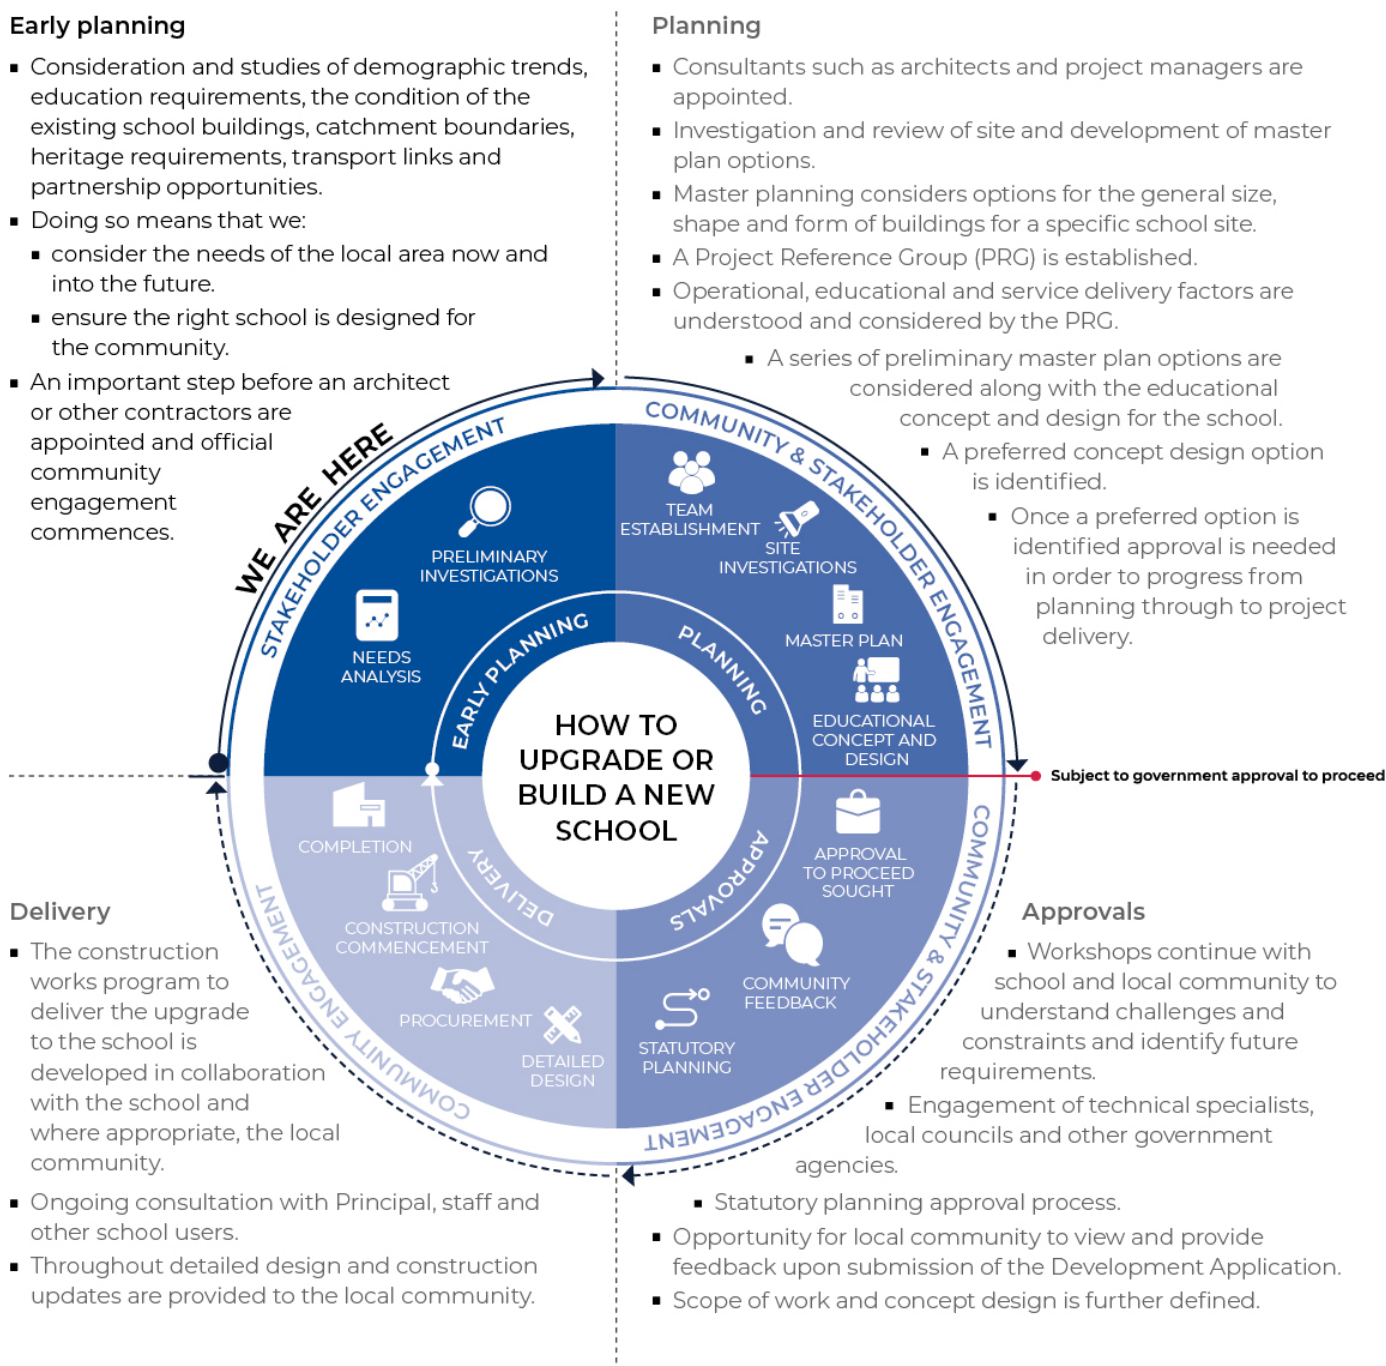 Early planning
▪ Consideration and studies of demographic trends,
education requirements, the condition of the
existing school buildings, catchment boundaries,
heritage requirements, transport links and
partnership opportunities.
▪ Doing so means that we:
▪ consider the needs of the local area now and
into the future.
▪ ensure the right school is designed for
the community.
▪ An important step before an architect
or other contractors are
appointed and official
community
engagement
commences.
Planning
▪ Consultants such as architects and project managers are
appointed.
▪ Investigation and review of site and development of master
plan options.
▪ Master planning considers options for the general size,
shape and form of buildings for a specific school site.
▪ A Project Reference Group (PRG) is established.
▪ Operational, educational and service delivery factors are
understood and considered by the PRG.
▪ A series of preliminary master plan options are
considered along with the educational
concept and design for the school.
▪ A preferred concept design option
is identified.
▪ Once a preferred option is
identified approval is needed
in order to progress from
planning through to project
delivery.
WE ARE HERE
STAKEHOLDER ENGAGEMENT
COMMUNITY & STAKEHOLDER ENGAGEMENT
PRELIMINARY
INVESTIGATIONS
NEEDS
ANALYSIS
EARLY PLANNING
TEAM
ESTABLISHMENT
SITE
INVESTIGATIONS
MASTER PLAN
EDUCATIONAL
CONCEPT AND
DESIGN
PLANNING
HOW TO
UPGRADE OR
BUILD A NEW
SCHOOL
Subject to government approval to proceed
APPROVAL
TO PROCEED
SOUGHT
COMMUNITY
FEEDBACK
STATUTORY
PLANNING
APPROVALS
COMMUNITY & STAKEHOLDER ENGAGEMENT
COMPLETION
CONSTRUCTION
COMMENCEMENT
PROCUREMENT
DETAILED
DESIGN
DELIVERY
COMMUNITY ENGAGEMENT
Delivery
▪ The construction
works program to
deliver the upgrade
to the school is
developed in collaboration
with the school and
where appropriate, the local
community.
▪ Ongoing consultation with Principal, staff and
other school users.
▪ Throughout detailed design and construction
updates are provided to the local community.
Approvals
▪ Workshops continue with
school and local community to
understand challenges and
constraints and identify future
requirements.
▪ Engagement of technical specialists,
local councils and other government
agencies.
▪ Statutory planning approval process.
▪ Opportunity for local community to view and provide
feedback upon submission of the Development Application.
▪ Scope of work and concept design is further defined.